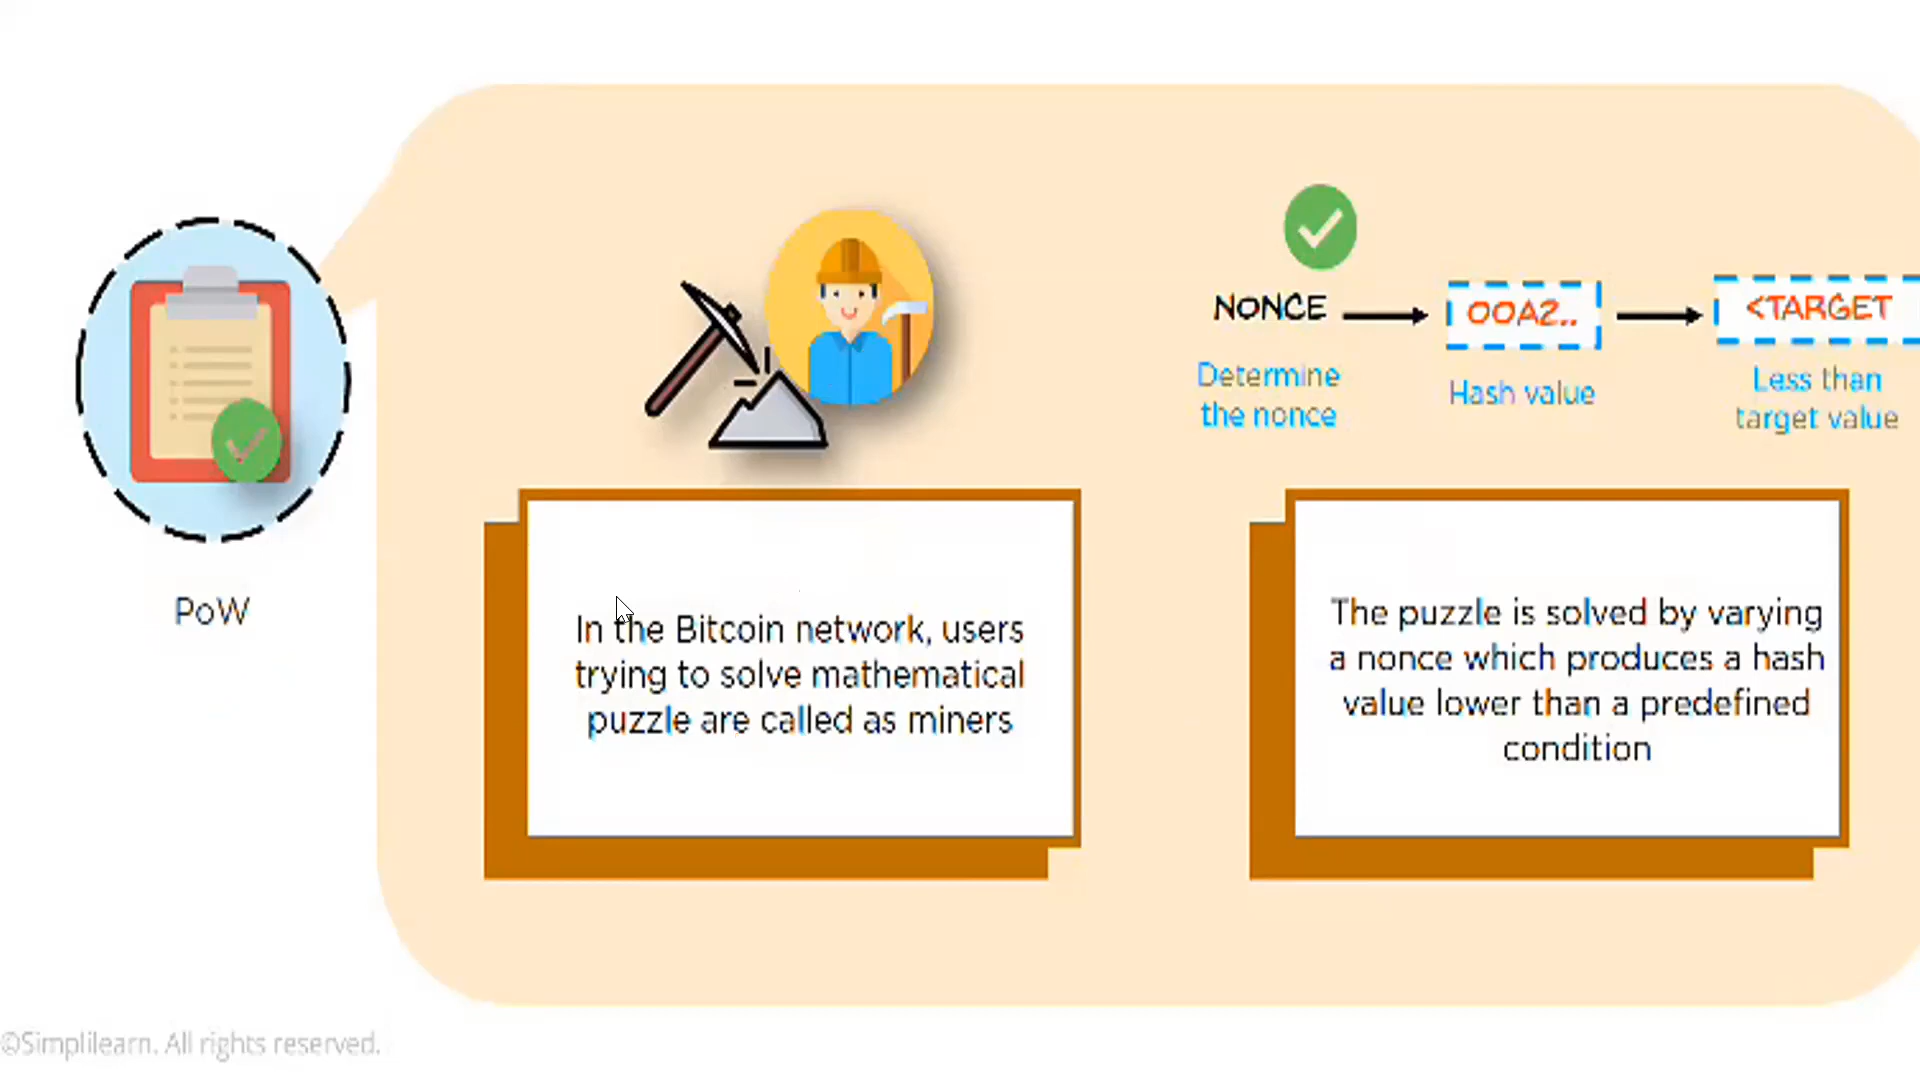 PoW
NONCE
00A2..
<TARGET
Determine
the nonce
Hash value
Less than
target value
In the Bitcoin network, users
trying to solve mathematical
puzzle are called as miners
The puzzle is solved by varying
a nonce which produces a hash
value lower than a predefined
condition
©Simplilearn. All rights reserved.